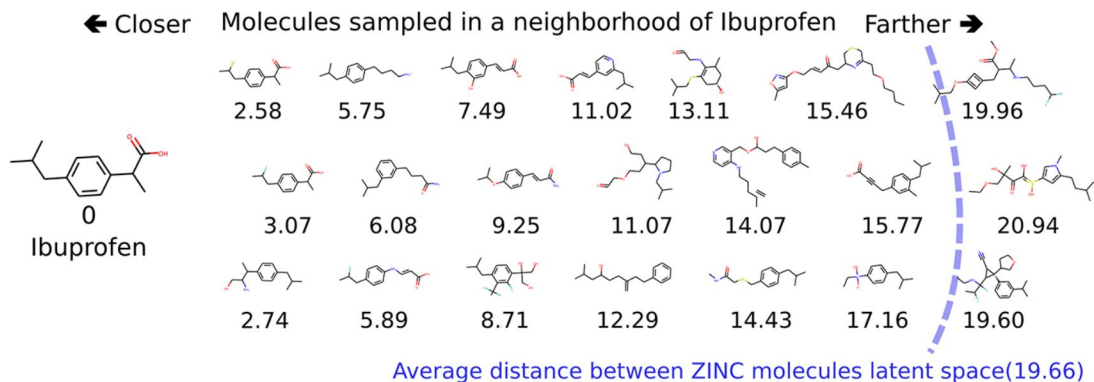 ← Closer Molecules sampled in a neighborhood of Ibuprofen Farther →
2.58 5.75 7.49 11.02 13.11 15.46 19.96
0
Ibuprofen
3.07 6.08 9.25 11.07 14.07 15.77 20.94
2.74 5.89 8.71 12.29 14.43 17.16 19.60
Average distance between ZINC molecules latent space(19.66)